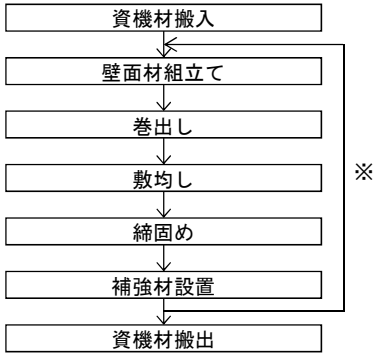 資機材搬入
壁面材組立て
巻出し
敷均し
※
締固め
補強材設置
資機材搬出